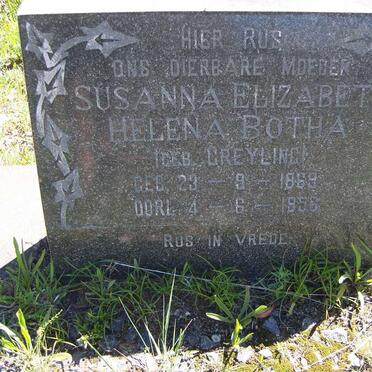 HIER RUS
ONS DIERBARE MOEDER
SUSANNA ELIZABET
HELENA BOTHA
(GEB. GREYLING)
GEB. 23 – 9 – 1869
OORL. 4 – 6 – 1956
RUS IN VREDE.